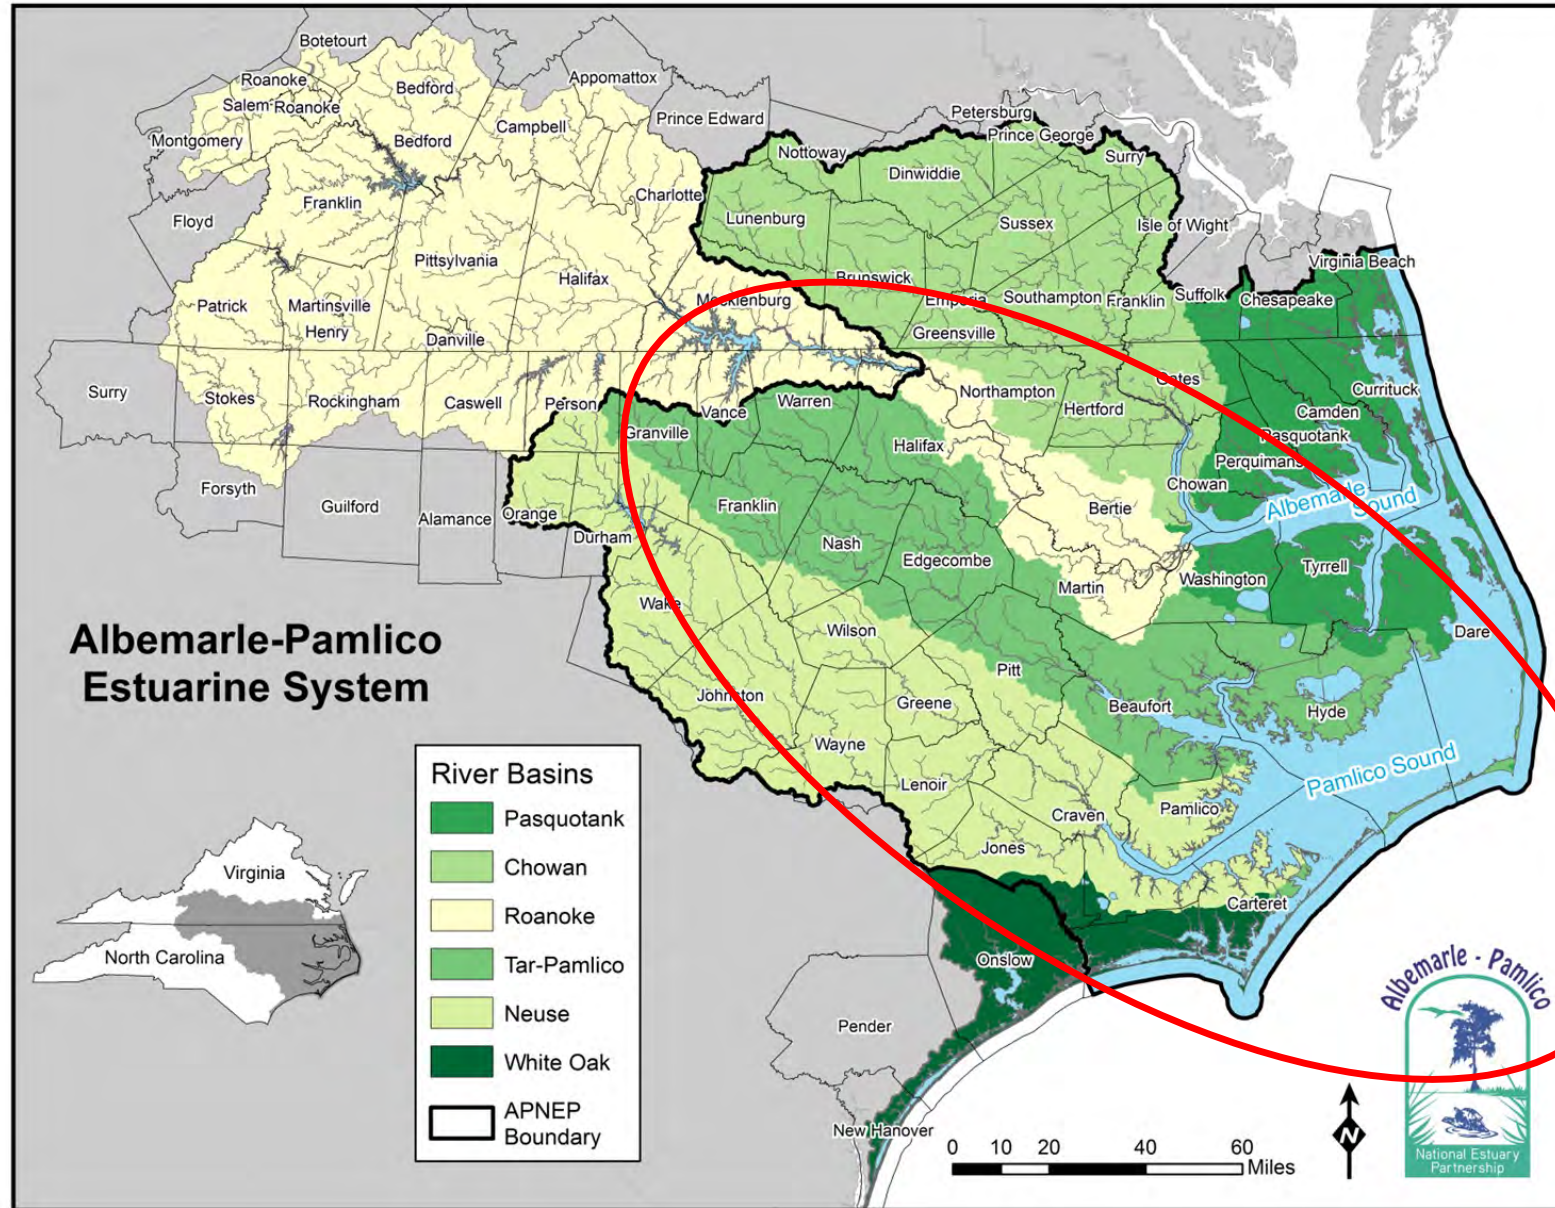 Botetourt
Roanoke
Salem
Roanoke
Bedford
Appomattox
Montgomery
Bedford
Campbell
Prince Edward
Petersburg
Prince George
Nottoway
Surry
Dinwiddie
Charlotte
Franklin
Floyd
Lunenburg
Sussex
Isle of Wight
Pittsylvania
Halifax
Virginia Beach
Brunswick
Mecklenburg
Emporia
Southampton
Franklin
Suffolk
Chesapeake
Patrick
Martinsville
Henry
Danville
Greensville
Surry
Stokes
Rockingham
Caswell
Person
Vance
Warren
Northampton
Gates
Hertford
Currituck
Camden
Pasquotank
Granville
Halifax
Perquimans
Forsyth
Guilford
Alamance
Orange
Durham
Franklin
Chowan
Bertie
Albemarle
Sound
Nash
Edgecombe
Martin
Washington
Tyrrell
Wake
Wilson
Dare
Albemarle-Pamlico
Estuarine System
Pitt
Johnston
Greene
Beaufort
Hyde
Wayne
Lenoir
Pamlico Sound
Craven
Pamlico
Jones
Carteret
Onslow
Pender
New Hanover
River Basins
Pasquotank
Chowan
Roanoke
Tar-Pamlico
Neuse
White Oak
APNEP
Boundary
Virginia
North Carolina
0 10 20 40 60
Miles
N
Albemarle - Pamlico
National Estuary
Partnership